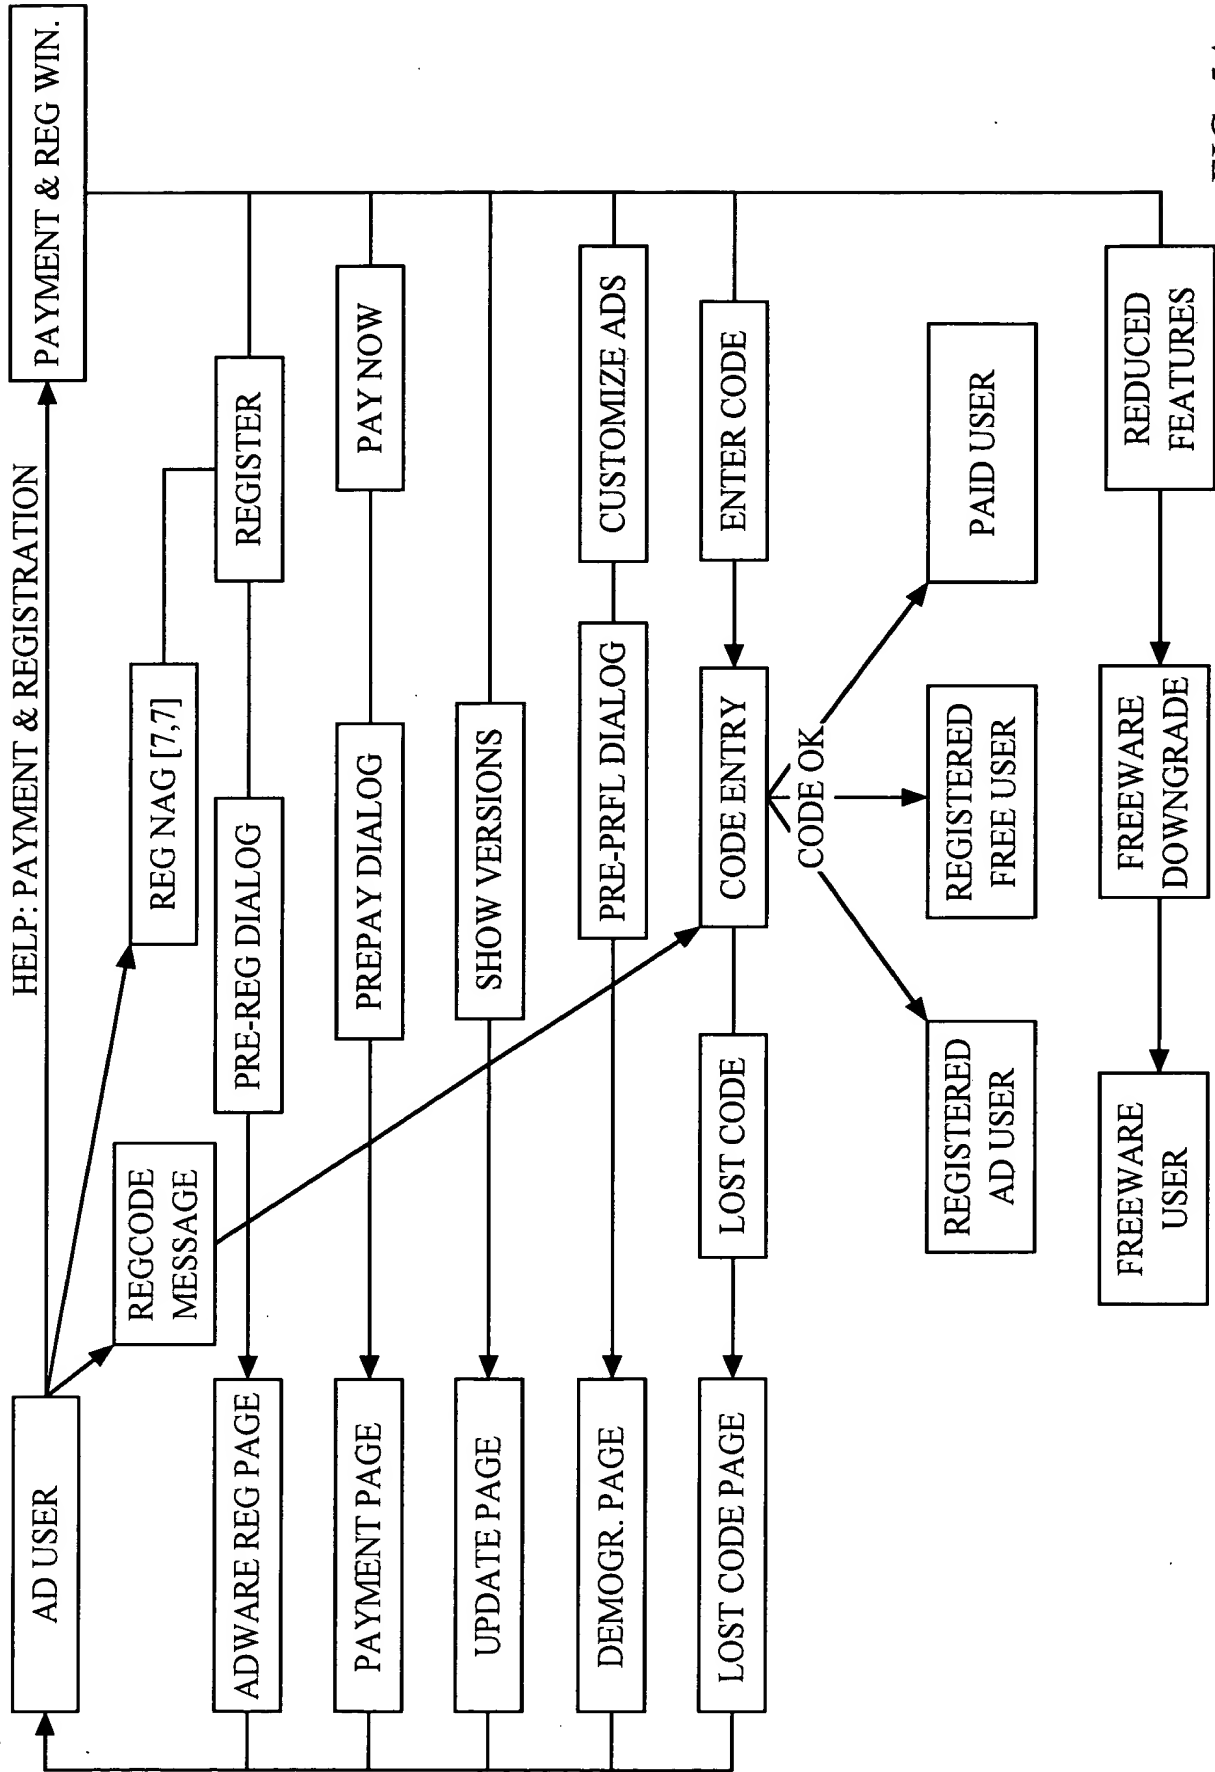 HELP: PAYMENT & REGISTRATION
AD USER
PAYMENT & REG WIN.
REGCODE
MESSAGE
REG NAG [7,7]
ADWARE REG PAGE
PRE-REG DIALOG
REGISTER
PAYMENT PAGE
PREPAY DIALOG
PAY NOW
UPDATE PAGE
SHOW VERSIONS
DEMOGR. PAGE
PRE-PRFL DIALOG
CUSTOMIZE ADS
LOST CODE PAGE
LOST CODE
CODE ENTRY
ENTER CODE
CODE OK
REGISTERED
AD USER
REGISTERED
FREE USER
PAID USER
FREEWARE
USER
FREEWARE
DOWNGRADE
REDUCED
FEATURES